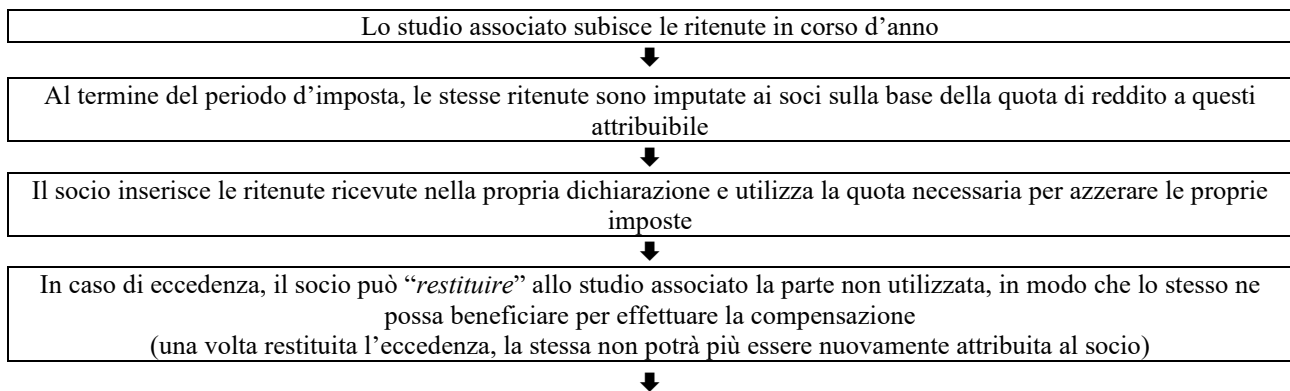 Lo studio associato subisce le ritenute in corso d’anno
Al termine del periodo d’imposta, le stesse ritenute sono imputate ai soci sulla base della quota di reddito a questi
attribuibile
Il socio inserisce le ritenute ricevute nella propria dichiarazione e utilizza la quota necessaria per azzerare le proprie
imposte
In caso di eccedenza, il socio può “restituire” allo studio associato la parte non utilizzata, in modo che lo stesso ne
possa beneficiare per effettuare la compensazione
(una volta restituita l’eccedenza, la stessa non potrà più essere nuovamente attribuita al socio)